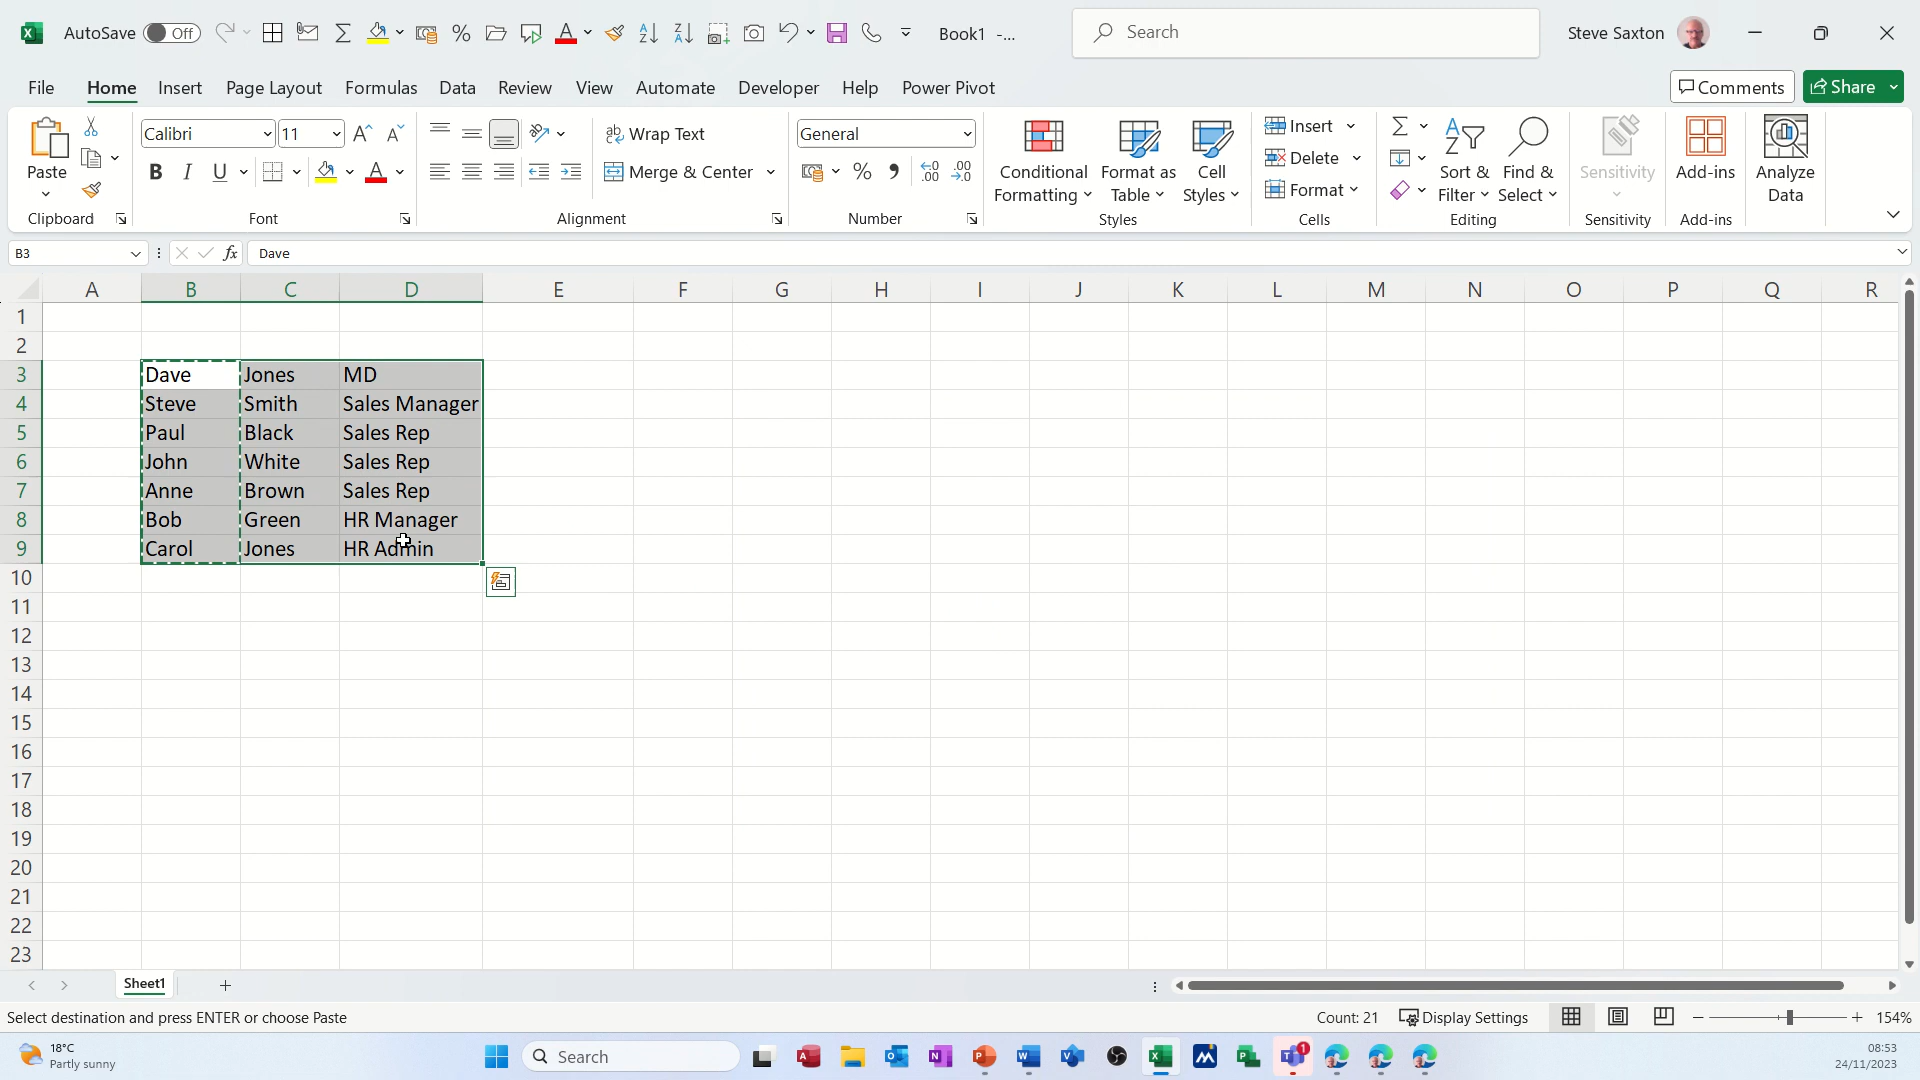 AutoSave Off Book1 -... Search Steve Saxton
File Home Insert Page Layout Formulas Data Review View Automate Developer Help Power Pivot Comments Share
Paste
Clipboard
Calibri 11
B I U
Font
Wrap Text
Merge & Center
Alignment
General
% 
Number
Conditional Formatting
Format as Table
Cell Styles
Styles
Insert
Delete
Format
Cells
Sort & Filter
Find & Select
Editing
Sensitivity
Sensitivity
Add-ins
Add-ins
Analyze Data
B3 fx Dave
A B C D E F G H I J K L M N O P Q R
1
2
3 Dave Jones MD
4 Steve Smith Sales Manager
5 Paul Black Sales Rep
6 John White Sales Rep
7 Anne Brown Sales Rep
8 Bob Green HR Manager
9 Carol Jones HR Admin
10
11
12
13
14
15
16
17
18
19
20
21
22
23
Sheet1
Select destination and press ENTER or choose Paste Count: 21 Display Settings 154%
18°C
Partly sunny
Search
08:53
24/11/2023